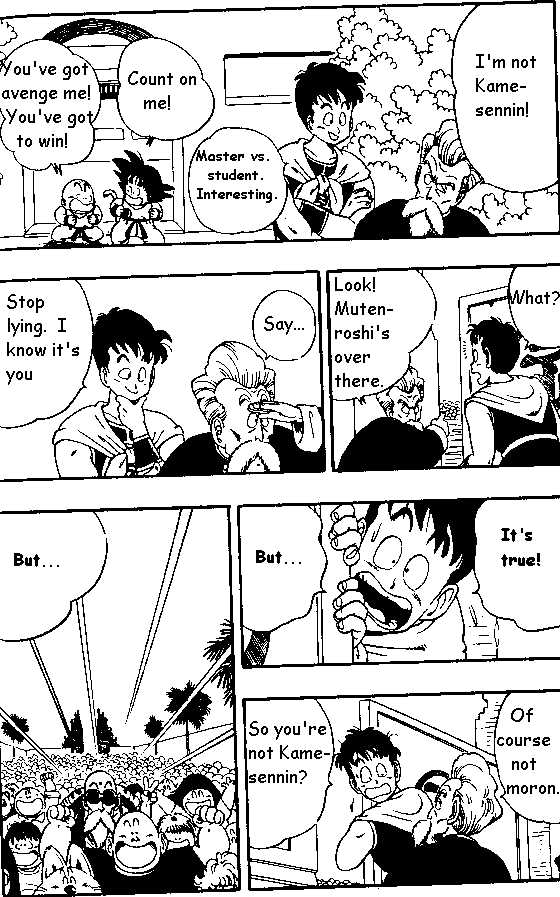 You've got
avenge me!
You've got
to win!
Count on
me!
Master vs.
student.
Interesting.
I'm not
Kame-
sennin!
Stop
lying. I
know it's
you
Say...
Look!
Muten-
roshi's
over
there.
What?
But...
But...
It's
true!
So you're
not Kame-
sennin?
Of
course
not
moron.